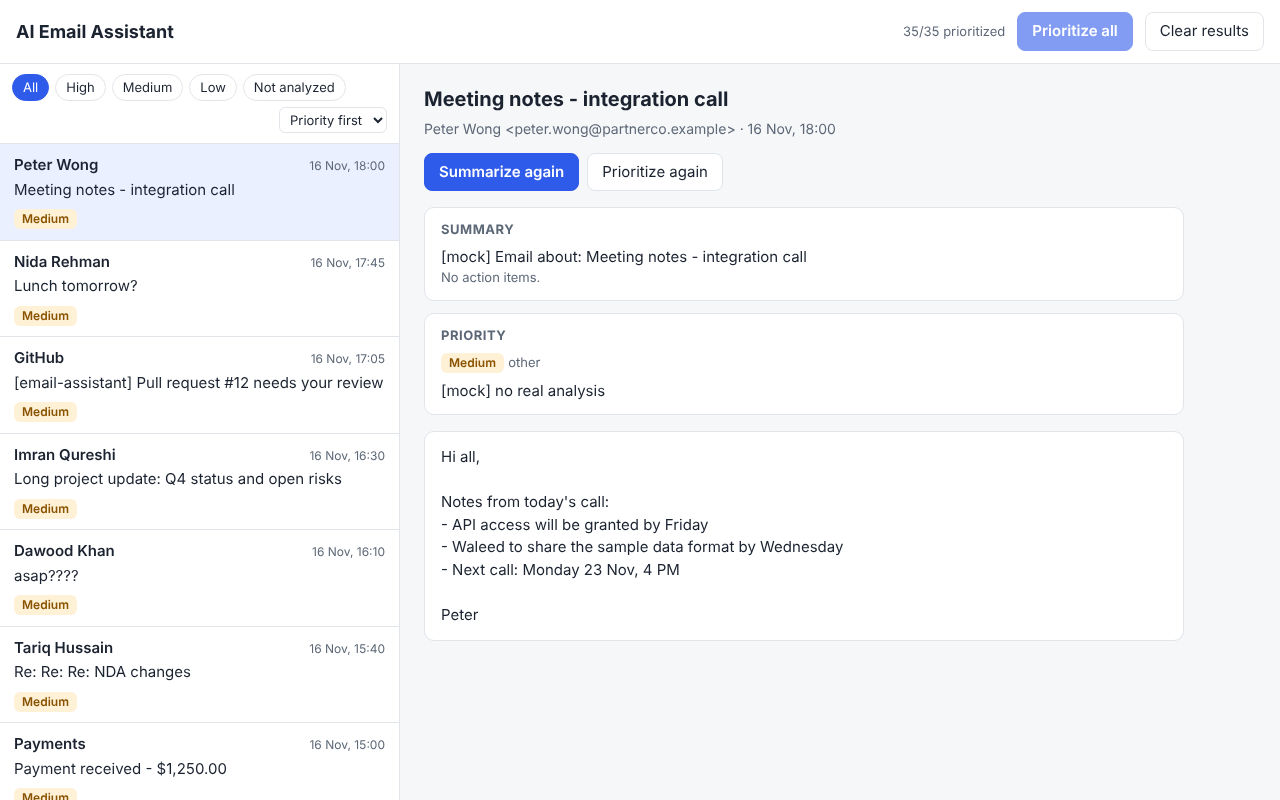 AI Email Assistant
35/35 prioritized
Prioritize all
Clear results
All
High
Medium
Low
Not analyzed
Priority first
Peter Wong
16 Nov, 18:00
Meeting notes - integration call
Medium
Nida Rehman
16 Nov, 17:45
Lunch tomorrow?
Medium
GitHub
16 Nov, 17:05
[email-assistant] Pull request #12 needs your review
Medium
Imran Qureshi
16 Nov, 16:30
Long project update: Q4 status and open risks
Medium
Dawood Khan
16 Nov, 16:10
asap????
Medium
Tariq Hussain
16 Nov, 15:40
Re: Re: Re: NDA changes
Medium
Payments
16 Nov, 15:00
Payment received - $1,250.00
Medium
Meeting notes - integration call
Peter Wong <peter.wong@partnerco.example> · 16 Nov, 18:00
Summarize again
Prioritize again
SUMMARY
[mock] Email about: Meeting notes - integration call
No action items.
PRIORITY
Medium other
[mock] no real analysis
Hi all,
Notes from today's call:
- API access will be granted by Friday
- Waleed to share the sample data format by Wednesday
- Next call: Monday 23 Nov, 4 PM
Peter